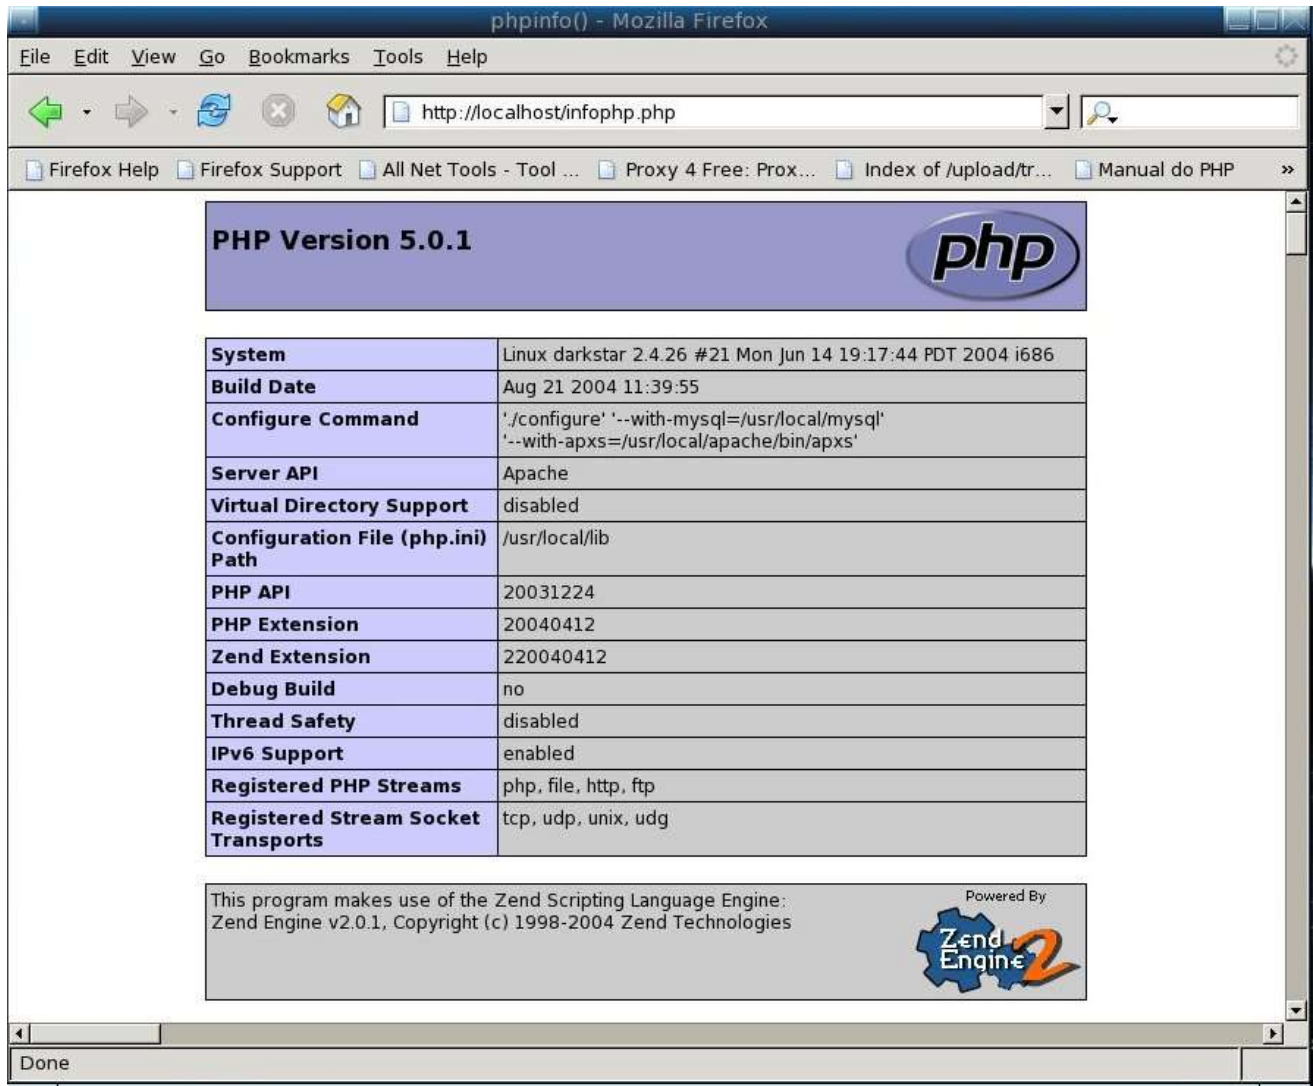 phpinfo() - Mozilla Firefox
File Edit View Go Bookmarks Tools Help
http://localhost/infophp.php
Firefox Help Firefox Support All Net Tools - Tool ... Proxy 4 Free: Prox... Index of /upload/tr... Manual do PHP »
PHP Version 5.0.1
php
System Linux darkstar 2.4.26 #21 Mon Jun 14 19:17:44 PDT 2004 i686
Build Date Aug 21 2004 11:39:55
Configure Command './configure' '--with-mysql=/usr/local/mysql'
'--with-apxs=/usr/local/apache/bin/apxs'
Server API Apache
Virtual Directory Support disabled
Configuration File (php.ini) /usr/local/lib
Path
PHP API 20031224
PHP Extension 20040412
Zend Extension 220040412
Debug Build no
Thread Safety disabled
IPv6 Support enabled
Registered PHP Streams php, file, http, ftp
Registered Stream Socket tcp, udp, unix, udg
Transports
This program makes use of the Zend Scripting Language Engine:
Zend Engine v2.0.1, Copyright (c) 1998-2004 Zend Technologies
Powered By
Zend
Engine 2
Done